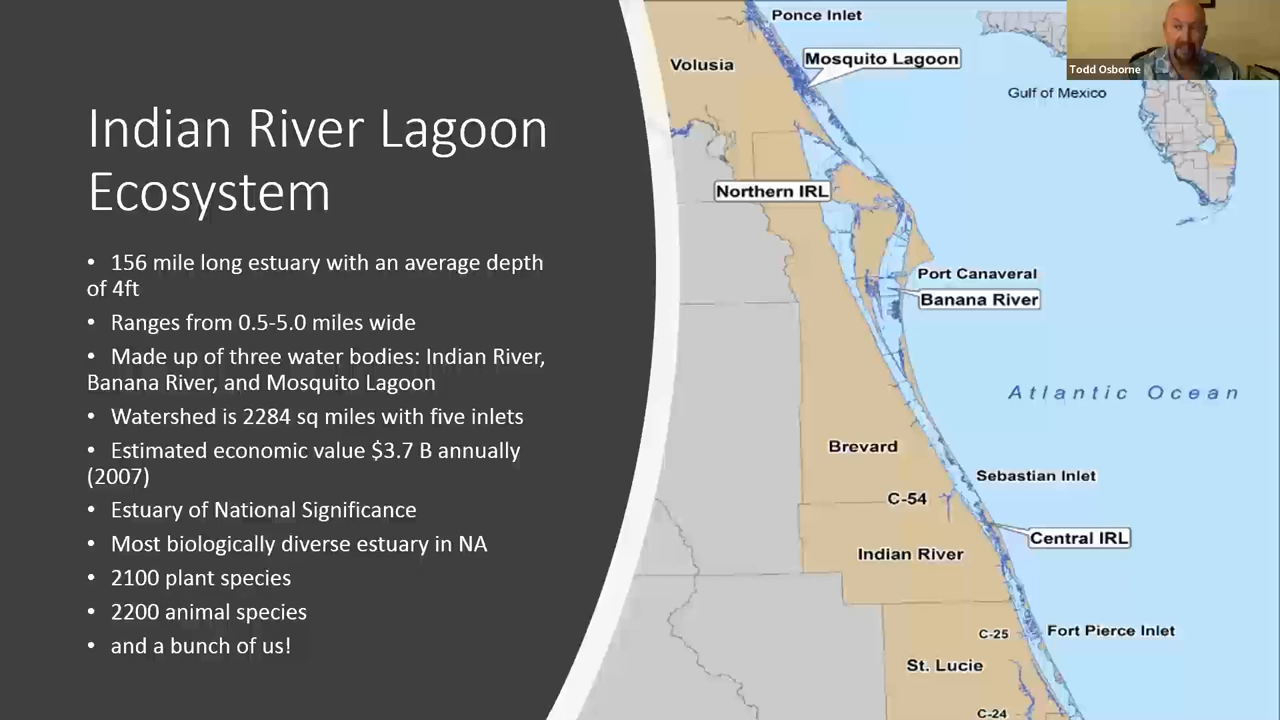 Indian River Lagoon
Ecosystem
• 156 mile long estuary with an average depth
of 4ft
• Ranges from 0.5-5.0 miles wide
• Made up of three water bodies: Indian River,
Banana River, and Mosquito Lagoon
• Watershed is 2284 sq miles with five inlets
• Estimated economic value $3.7 B annually
(2007)
• Estuary of National Significance
• Most biologically diverse estuary in NA
• 2100 plant species
• 2200 animal species
• and a bunch of us!
Ponce Inlet
Volusia
Mosquito Lagoon
Gulf of Mexico
Todd Osborne
Northern IRL
Port Canaveral
Banana River
Atlantic Ocean
Brevard
Sebastian Inlet
C-54
Central IRL
Indian River
Fort Pierce Inlet
C-25
St. Lucie
C-24